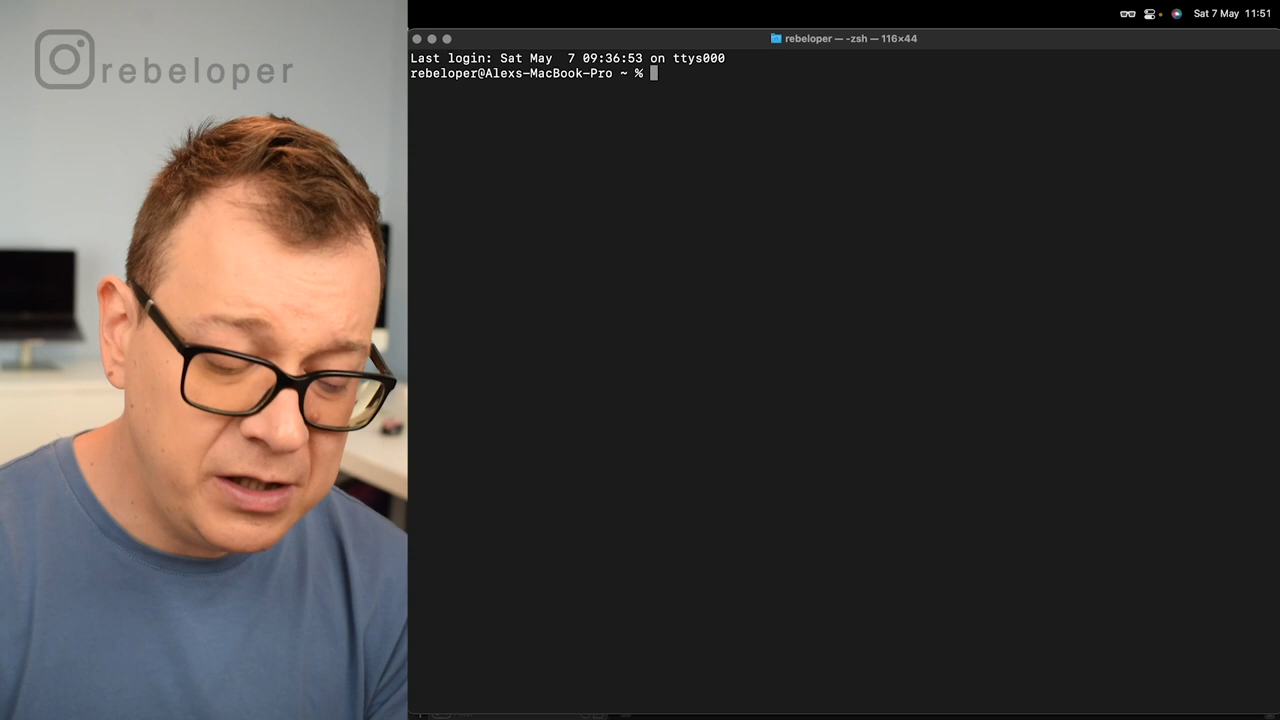 rebeloper
Sat 7 May 11:51
rebeloper — -zsh — 116×44
Last login: Sat May  7 09:36:53 on ttys000
rebeloper@Alexs-MacBook-Pro ~ %